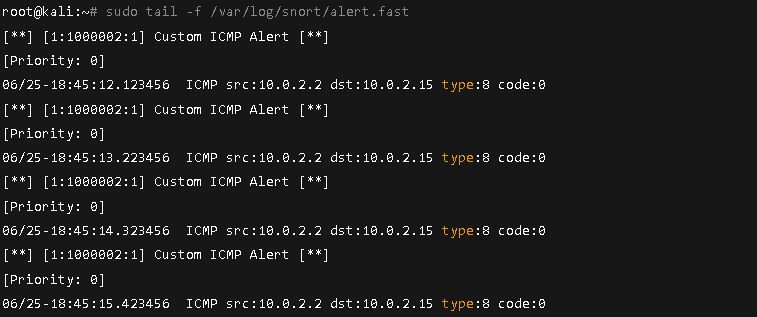 root@kali:~# sudo tail -f /var/log/snort/alert.fast
[**] [1:1000002:1] Custom ICMP Alert [**]
[Priority: 0]
06/25-18:45:12.123456  ICMP src:10.0.2.2 dst:10.0.2.15 type:8 code:0
[**] [1:1000002:1] Custom ICMP Alert [**]
[Priority: 0]
06/25-18:45:13.223456  ICMP src:10.0.2.2 dst:10.0.2.15 type:8 code:0
[**] [1:1000002:1] Custom ICMP Alert [**]
[Priority: 0]
06/25-18:45:14.323456  ICMP src:10.0.2.2 dst:10.0.2.15 type:8 code:0
[**] [1:1000002:1] Custom ICMP Alert [**]
[Priority: 0]
06/25-18:45:15.423456  ICMP src:10.0.2.2 dst:10.0.2.15 type:8 code:0